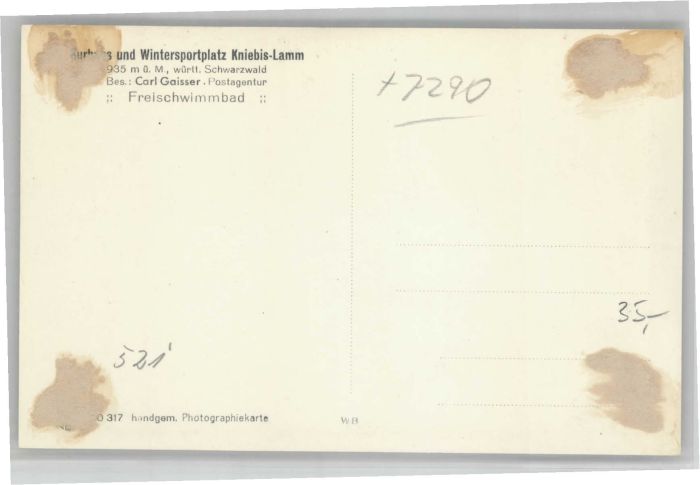 Kurhaus und Wintersportplatz Kniebis-Lamm
935 m ü. M., württ. Schwarzwald
Bes.: Carl Gaisser. Postagentur
:: Freischwimmbad ::
+7290
35,-
521
317 handgem. Photographiekarte
WB